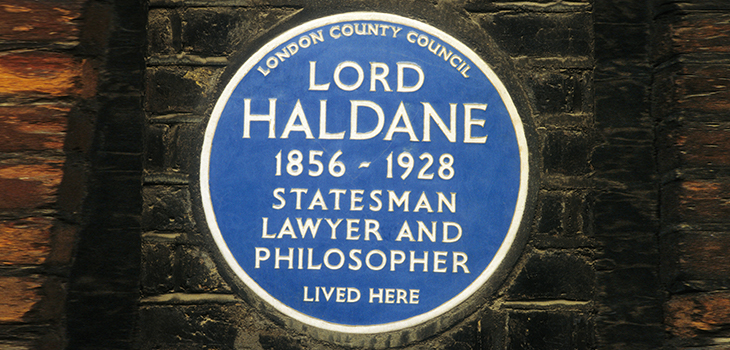 LONDON COUNTY COUNCIL
LORD
HALDANE
1856 - 1928
STATESMAN
LAWYER AND
PHILOSOPHER
LIVED HERE